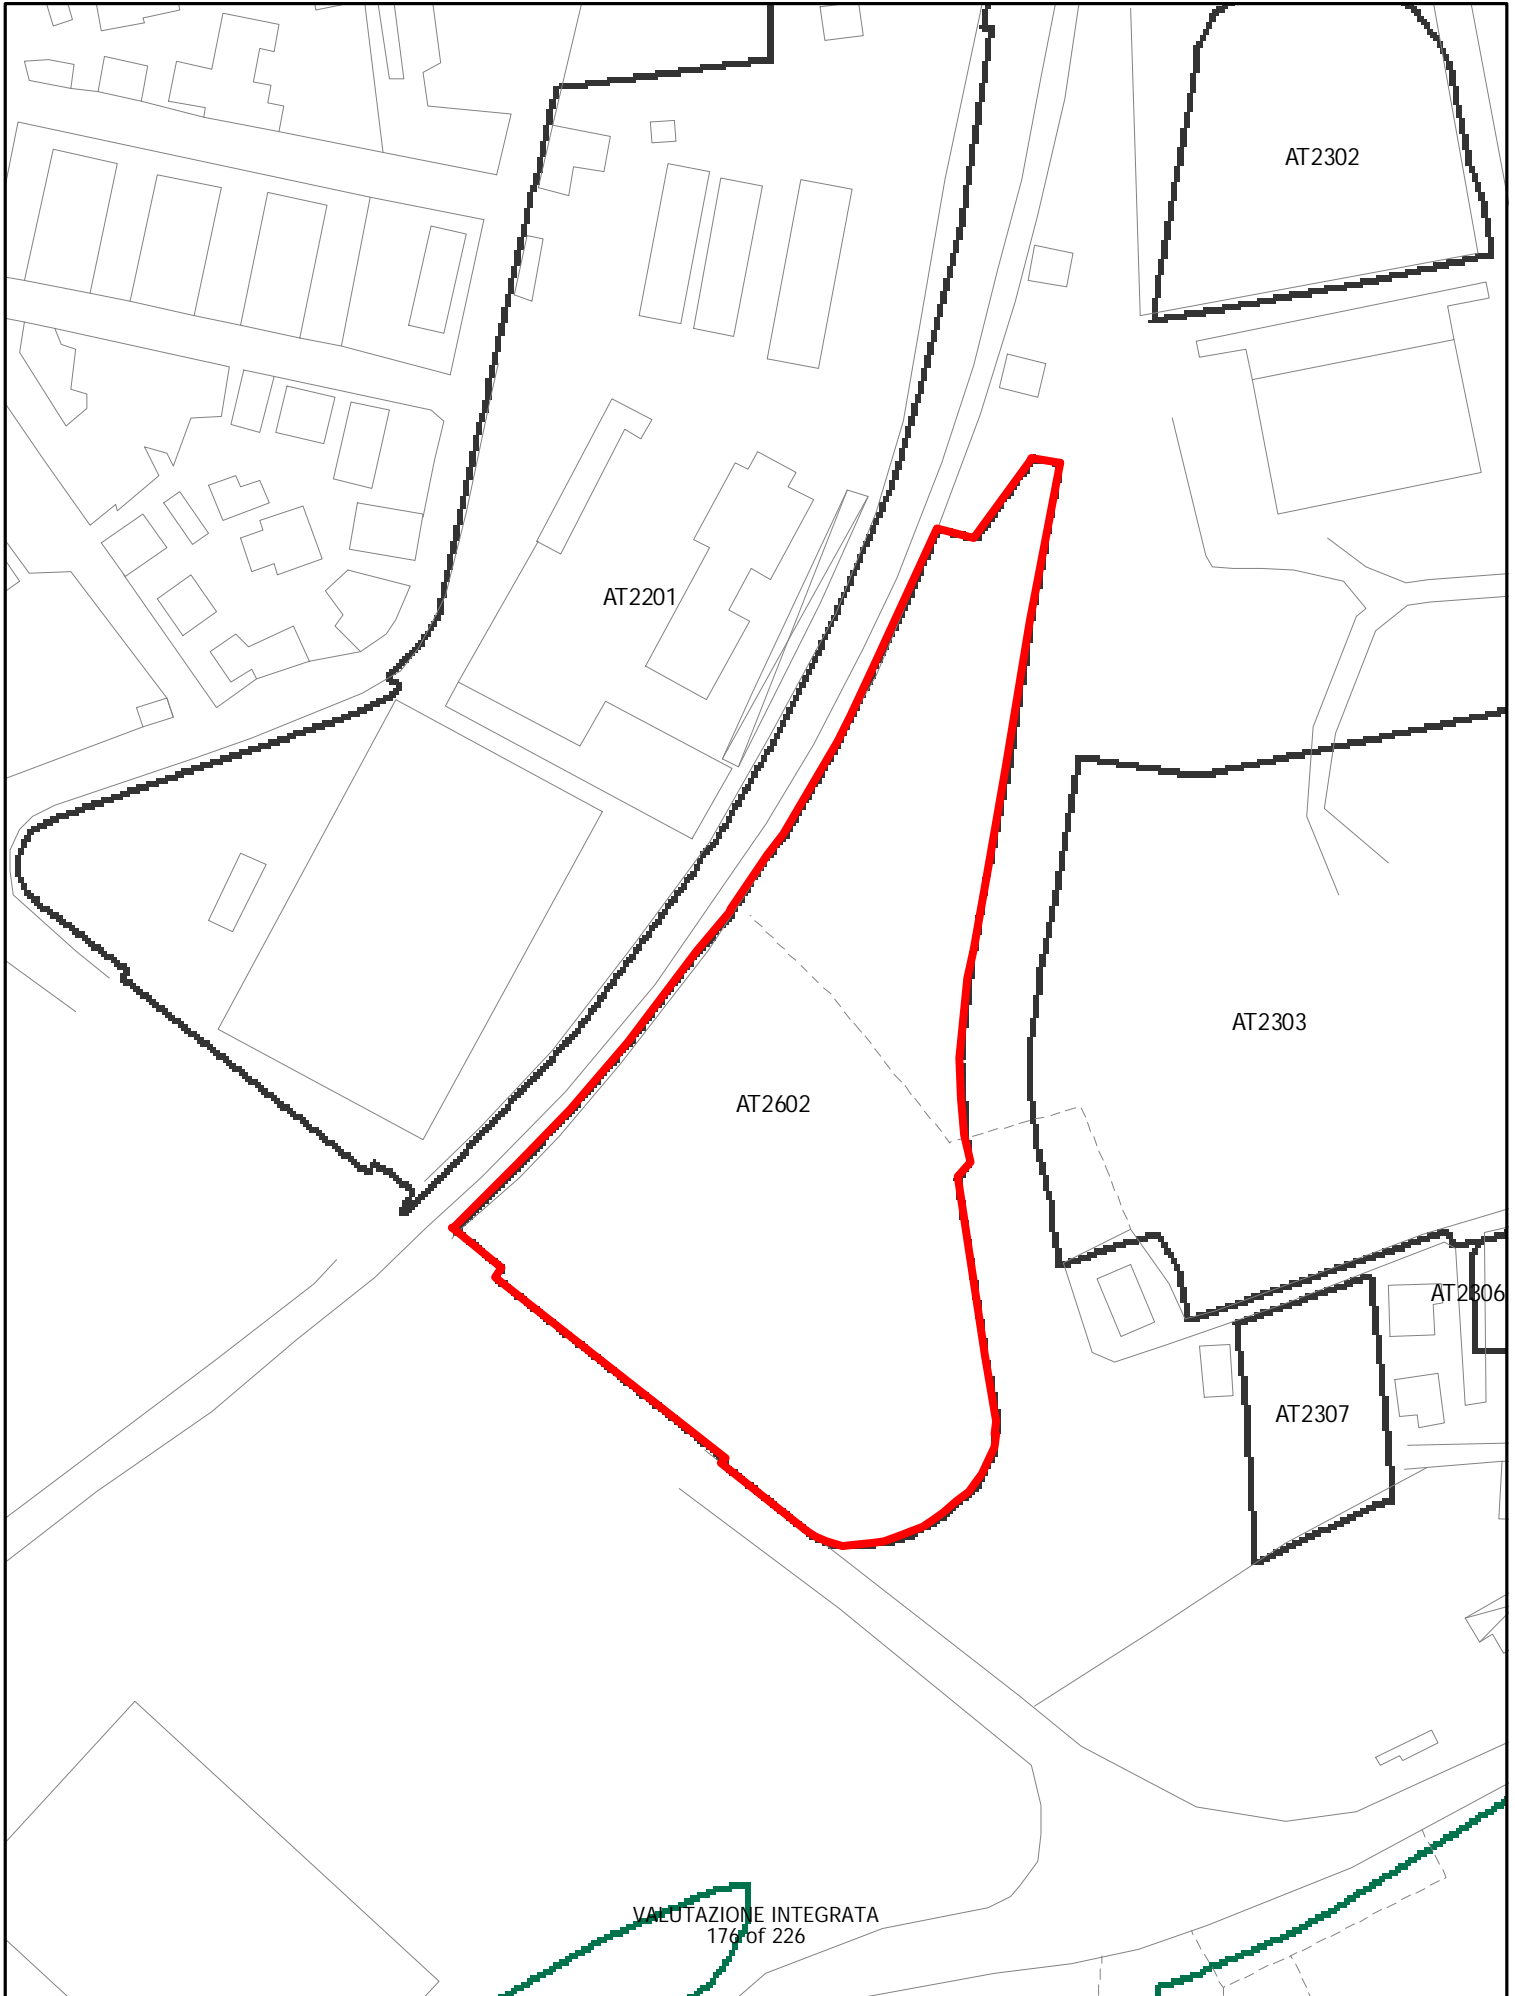 AT2302
AT2201
AT2303
AT2602
AT2306
AT2307
VALUTAZIONE INTEGRATA
176 of 226